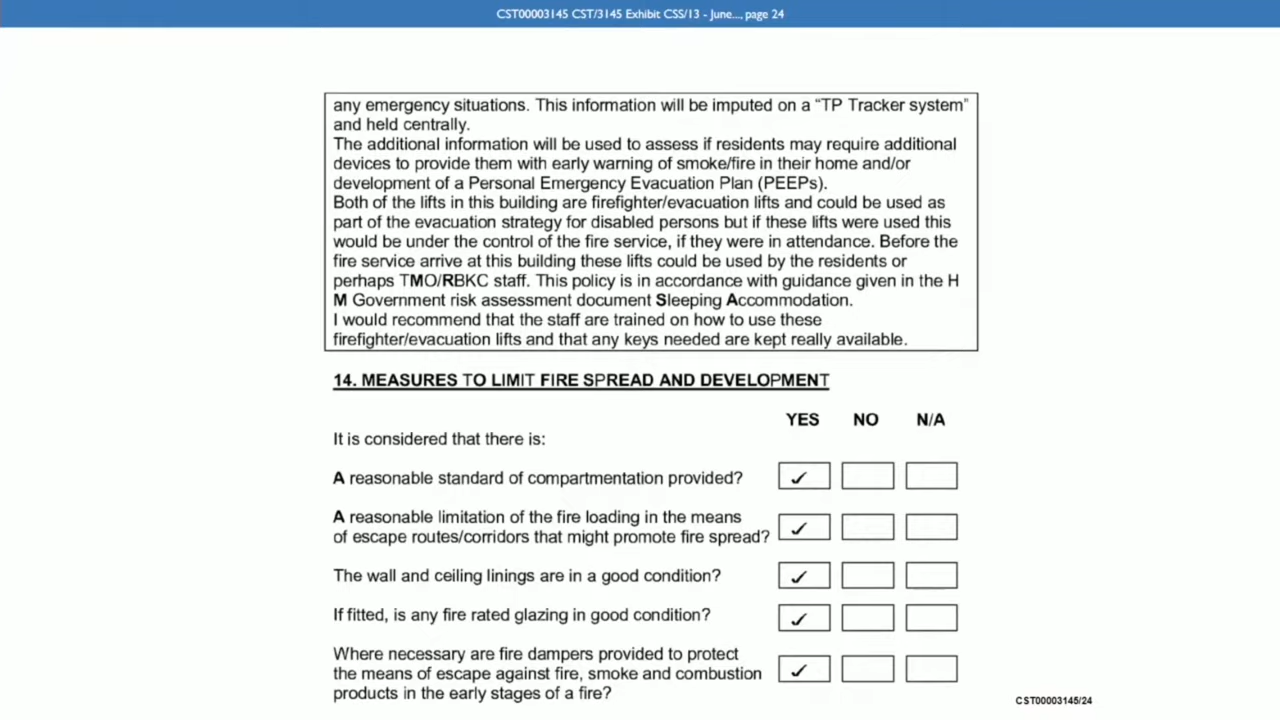 CST00003145 CST/3145 Exhibit CSS/13 - June..., page 24
any emergency situations. This information will be imputed on a “TP Tracker system”
and held centrally.
The additional information will be used to assess if residents may require additional
devices to provide them with early warning of smoke/fire in their home and/or
development of a Personal Emergency Evacuation Plan (PEEPs).
Both of the lifts in this building are firefighter/evacuation lifts and could be used as
part of the evacuation strategy for disabled persons but if these lifts were used this
would be under the control of the fire service, if they were in attendance. Before the
fire service arrive at this building these lifts could be used by the residents or
perhaps TMO/RBKC staff. This policy is in accordance with guidance given in the H
M Government risk assessment document Sleeping Accommodation.
I would recommend that the staff are trained on how to use these
firefighter/evacuation lifts and that any keys needed are kept really available.
14. MEASURES TO LIMIT FIRE SPREAD AND DEVELOPMENT
YES NO N/A
It is considered that there is:
A reasonable standard of compartmentation provided? ✓
A reasonable limitation of the fire loading in the means
of escape routes/corridors that might promote fire spread? ✓
The wall and ceiling linings are in a good condition? ✓
If fitted, is any fire rated glazing in good condition? ✓
Where necessary are fire dampers provided to protect
the means of escape against fire, smoke and combustion ✓
products in the early stages of a fire?
CST00003145/24